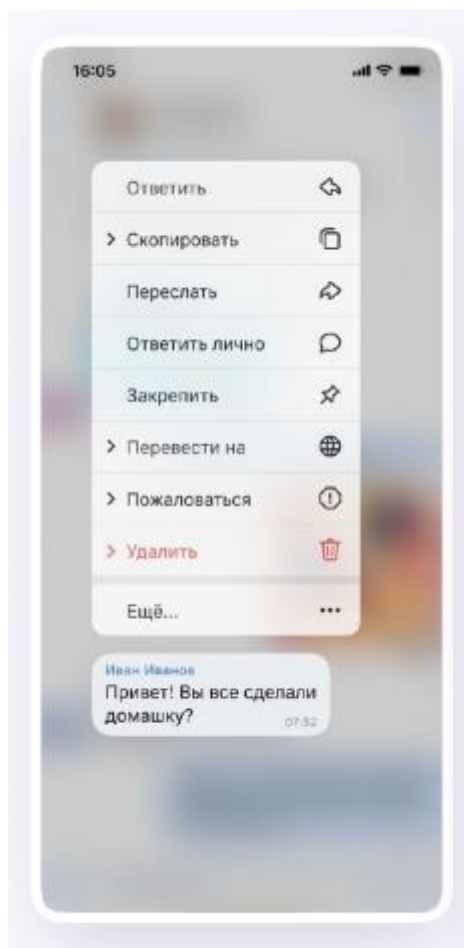 16:05
Ответить
Скопировать
Переслать
Ответить лично
Закрепить
Перевести на
Пожаловаться
Удалить
Ещё...
Иван Иванов
Привет! Вы все сделали
домашку?
07:52